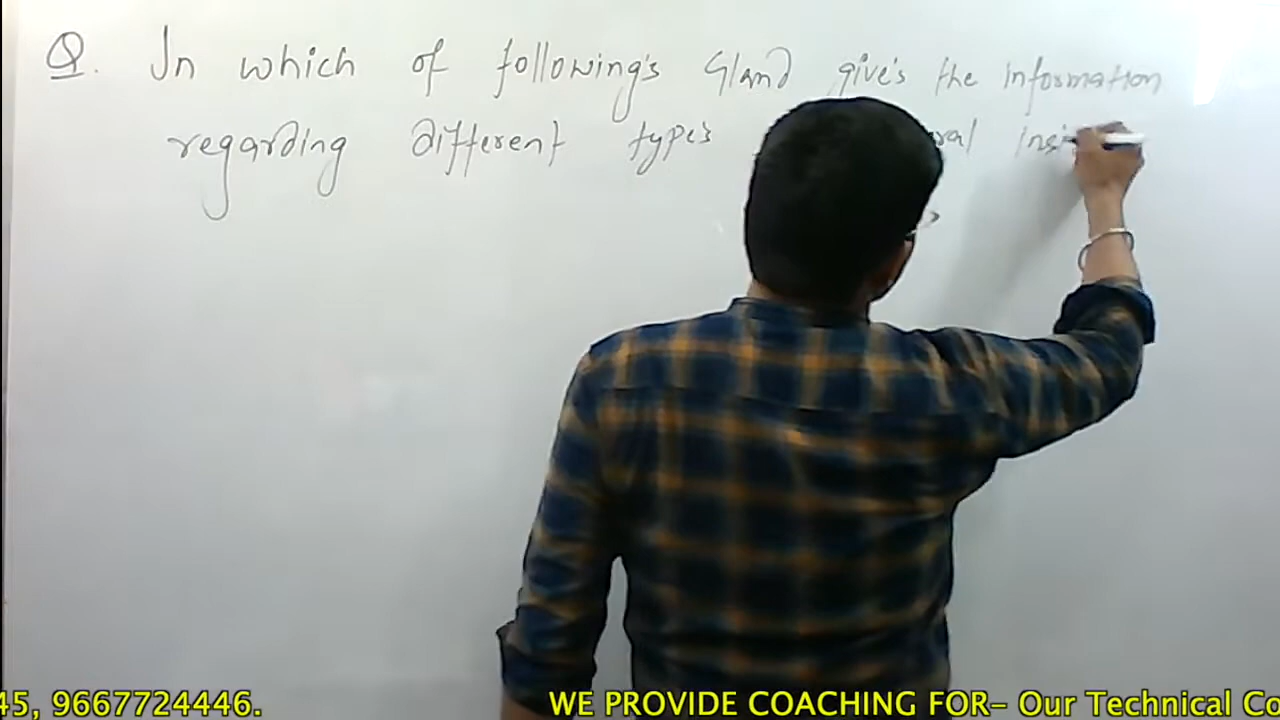 Q. In which of following's Gland give's the information
regarding different types
45, 9667724446. WE PROVIDE COACHING FOR- Our Technical Co